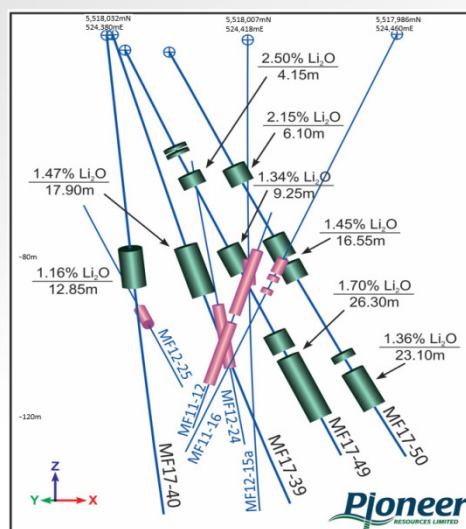 5,518,032mN
524,380mE
5,518,007mN
524,418mE
5,517,986mN
524,460mE
2.50% Li₂O
4.15m
2.15% Li₂O
6.10m
1.47% Li₂O
17.90m
1.34% Li₂O
9.25m
-80m
1.45% Li₂O
16.55m
1.16% Li₂O
12.85m
1.70% Li₂O
26.30m
1.36% Li₂O
23.10m
-120m
MF12-25
MF11-12
MF11-16
MF12-24
MF12-15a
MF17-40
MF17-39
MF17-49
MF17-50
Z
Y
X
Pioneer
RESOURCES LIMITED